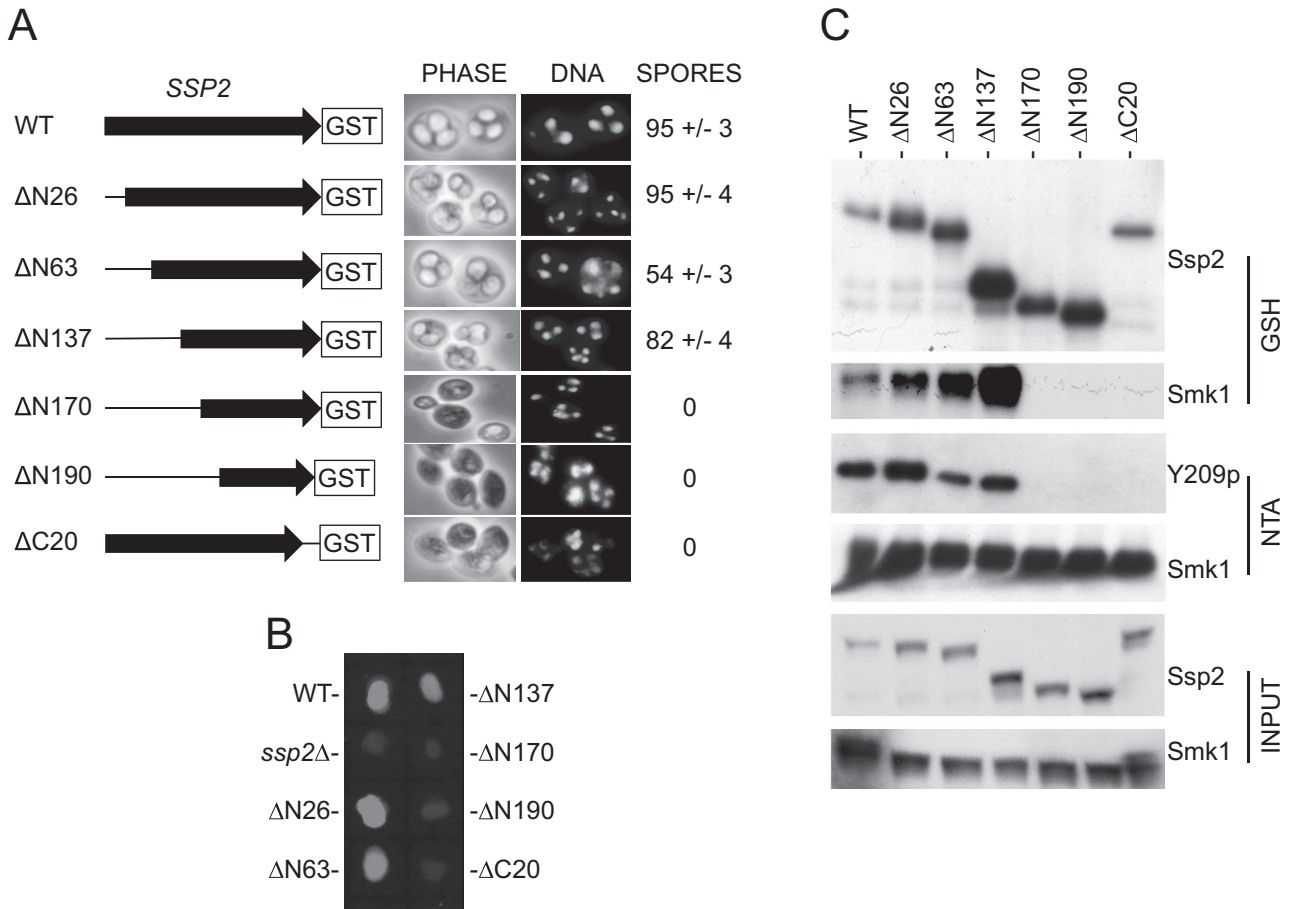 A
SSP2
PHASE
DNA
SPORES
WT
GST
95 +/- 3
ΔN26
GST
95 +/- 4
ΔN63
GST
54 +/- 3
ΔN137
GST
82 +/- 4
ΔN170
GST
0
ΔN190
GST
0
ΔC20
GST
0
B
WT-
-ΔN137
ssp2Δ-
-ΔN170
ΔN26-
-ΔN190
ΔN63-
-ΔC20
C
- WT
- ΔN26
- ΔN63
- ΔN137
- ΔN170
- ΔN190
- ΔC20
Ssp2
Smk1
GSH
Y209p
Smk1
NTA
Ssp2
Smk1
INPUT